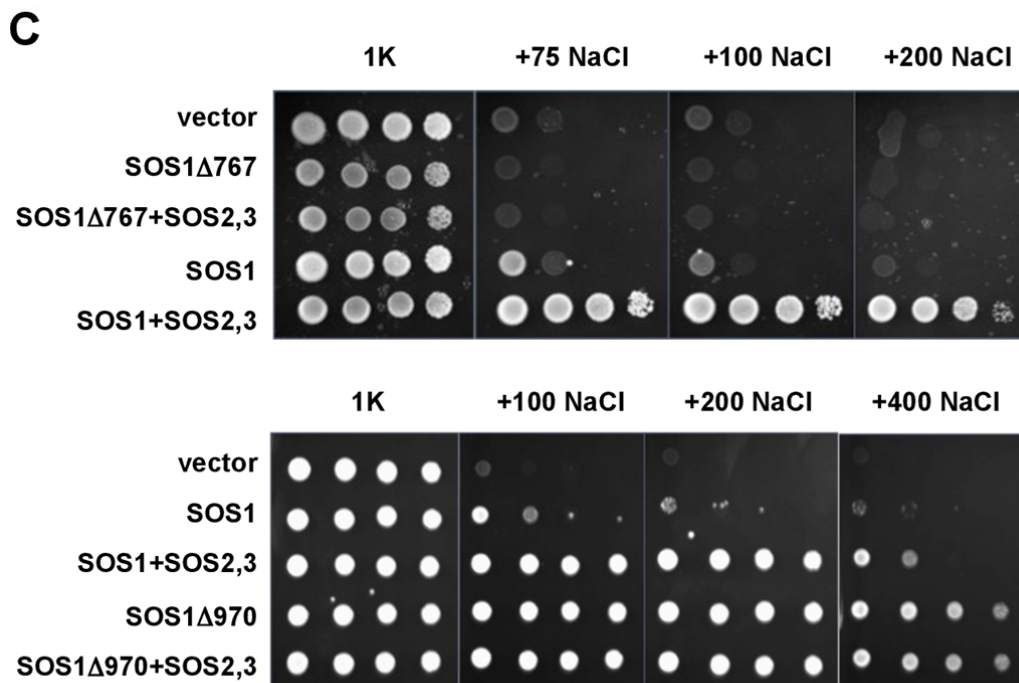 C
1K +75 NaCl +100 NaCl +200 NaCl
vector
SOS1Δ767
SOS1Δ767+SOS2,3
SOS1
SOS1+SOS2,3
1K +100 NaCl +200 NaCl +400 NaCl
vector
SOS1
SOS1+SOS2,3
SOS1Δ970
SOS1Δ970+SOS2,3